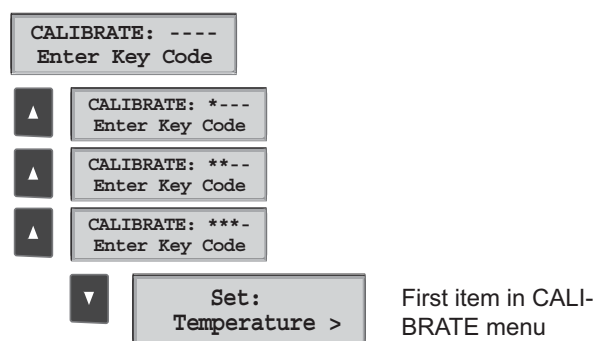 CALIBRATE: ----
Enter Key Code
CALIBRATE: *---
Enter Key Code
CALIBRATE: **--
Enter Key Code
CALIBRATE: ***-
Enter Key Code
Set:
Temperature >
First item in CALI-
BRATE menu